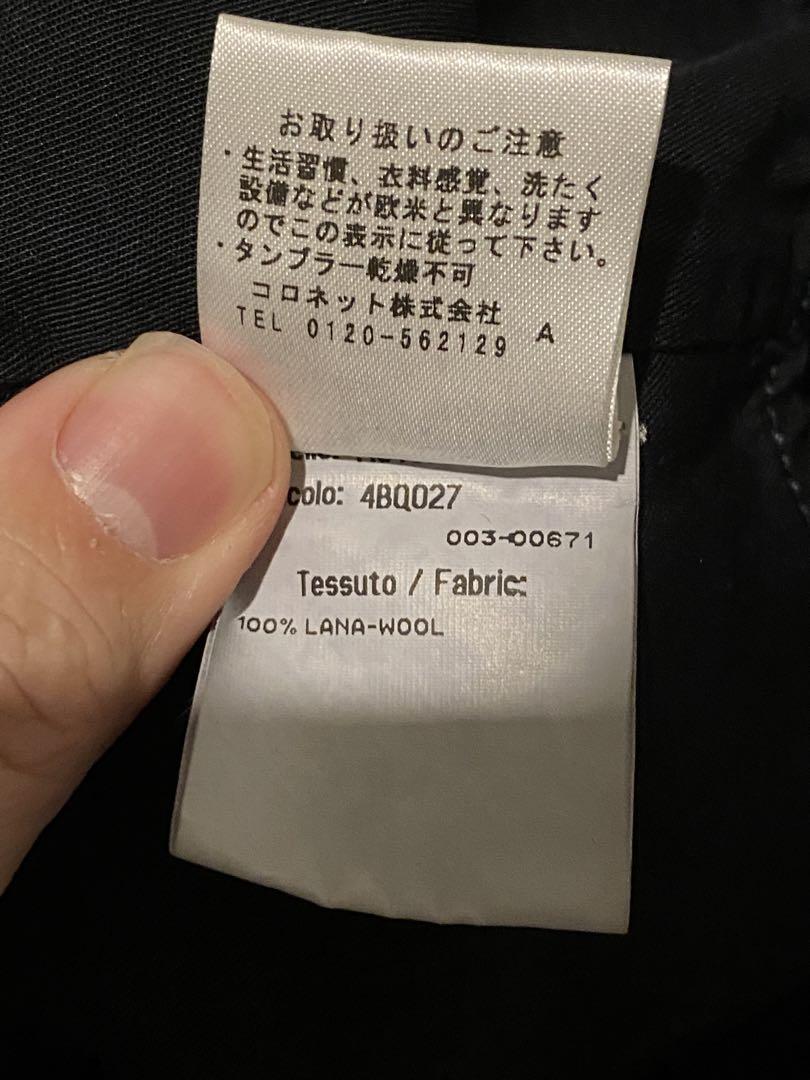 お取り扱いのご注意
・生活習慣、衣料感覚、洗たく
設備などが欧米と異なります
のでこの表示に従って下さい。
・タンブラー乾燥不可
コロネット株式会社
TEL 0120-562129 A
colo: 4BQ027
003-00671
Tessuto / Fabric:
100% LANA-WOOL